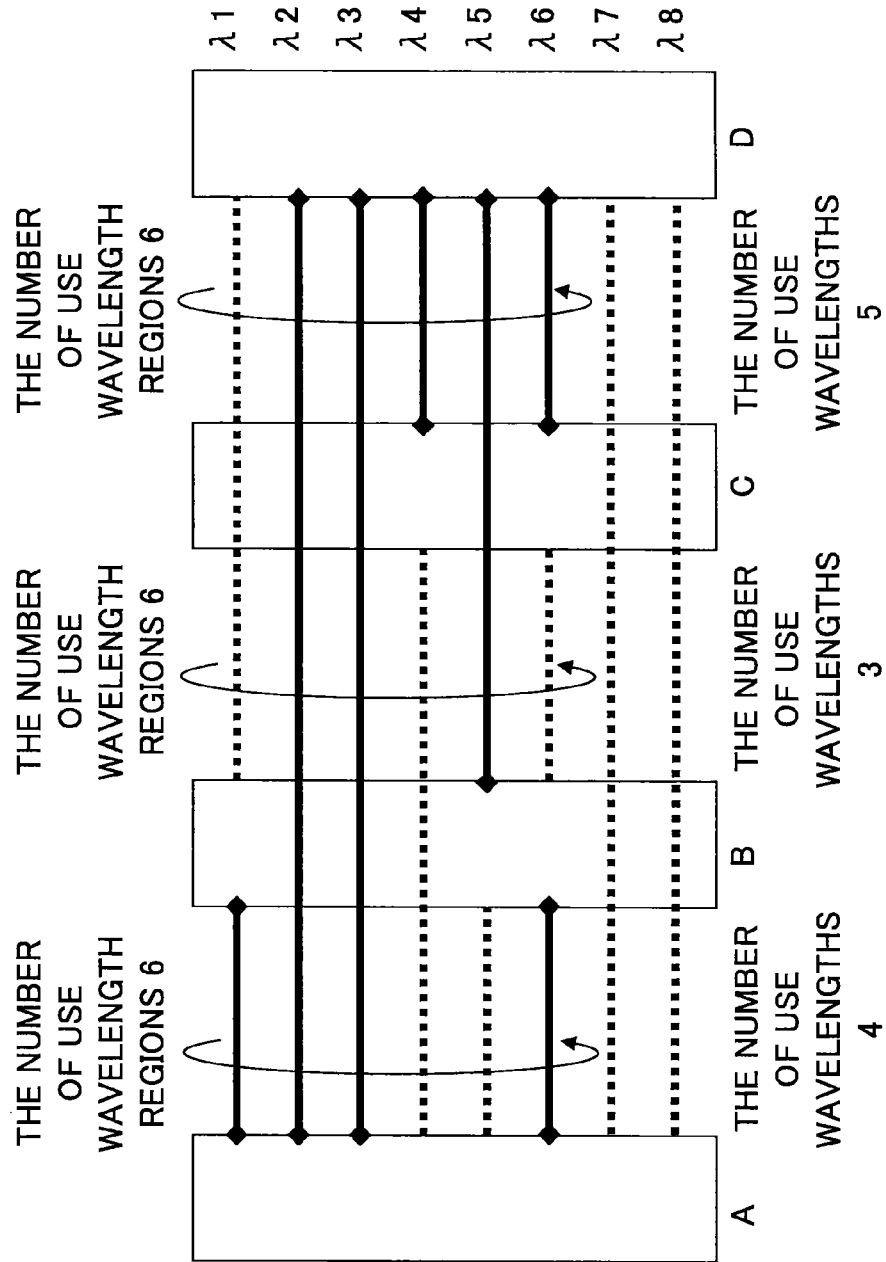 THE NUMBER
OF USE
WAVELENGTH
REGIONS 6
THE NUMBER
OF USE
WAVELENGTH
REGIONS 6
THE NUMBER
OF USE
WAVELENGTH
REGIONS 6
λ1
λ2
λ3
λ4
λ5
λ6
λ7
λ8
A
B
C
D
THE NUMBER
OF USE
WAVELENGTHS
4
THE NUMBER
OF USE
WAVELENGTHS
3
THE NUMBER
OF USE
WAVELENGTHS
5